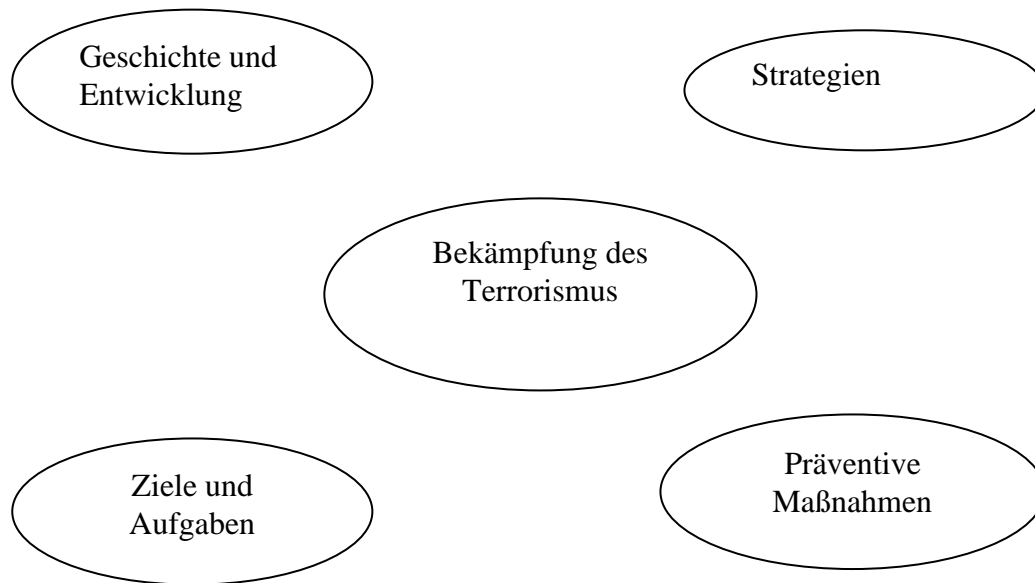 Geschichte und
Entwicklung
Strategien
Bekämpfung des
Terrorismus
Ziele und
Aufgaben
Präventive
Maßnahmen